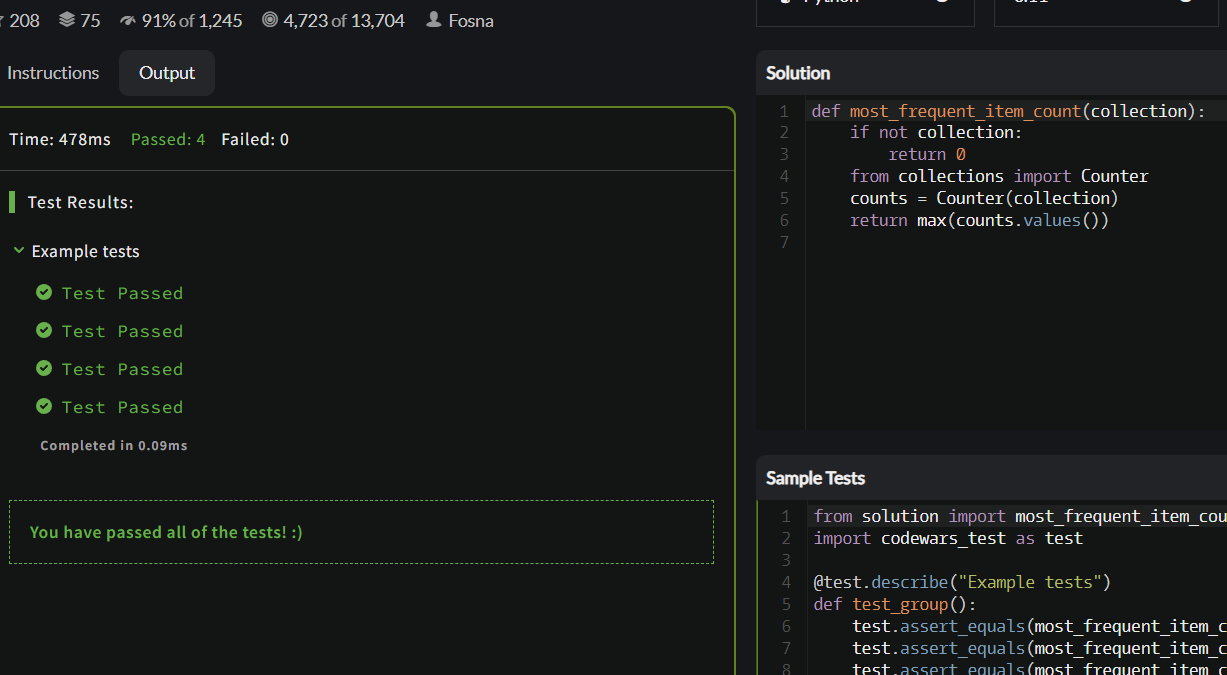 208 75 91% of 1,245 4,723 of 13,704 Fosna
Instructions Output
Time: 478ms Passed: 4 Failed: 0
Test Results:
Example tests
Test Passed
Test Passed
Test Passed
Test Passed
Completed in 0.09ms
You have passed all of the tests! :)
Python
Solution
1 def most_frequent_item_count(collection):
2 if not collection:
3 return 0
4 from collections import Counter
5 counts = Counter(collection)
6 return max(counts.values())
7
Sample Tests
1 from solution import most_frequent_item_cou
2 import codewars_test as test
3
4 @test.describe("Example tests")
5 def test_group():
6 test.assert_equals(most_frequent_item_c
7 test.assert_equals(most_frequent_item_c
8 test.assert_equals(most_frequent_item_c